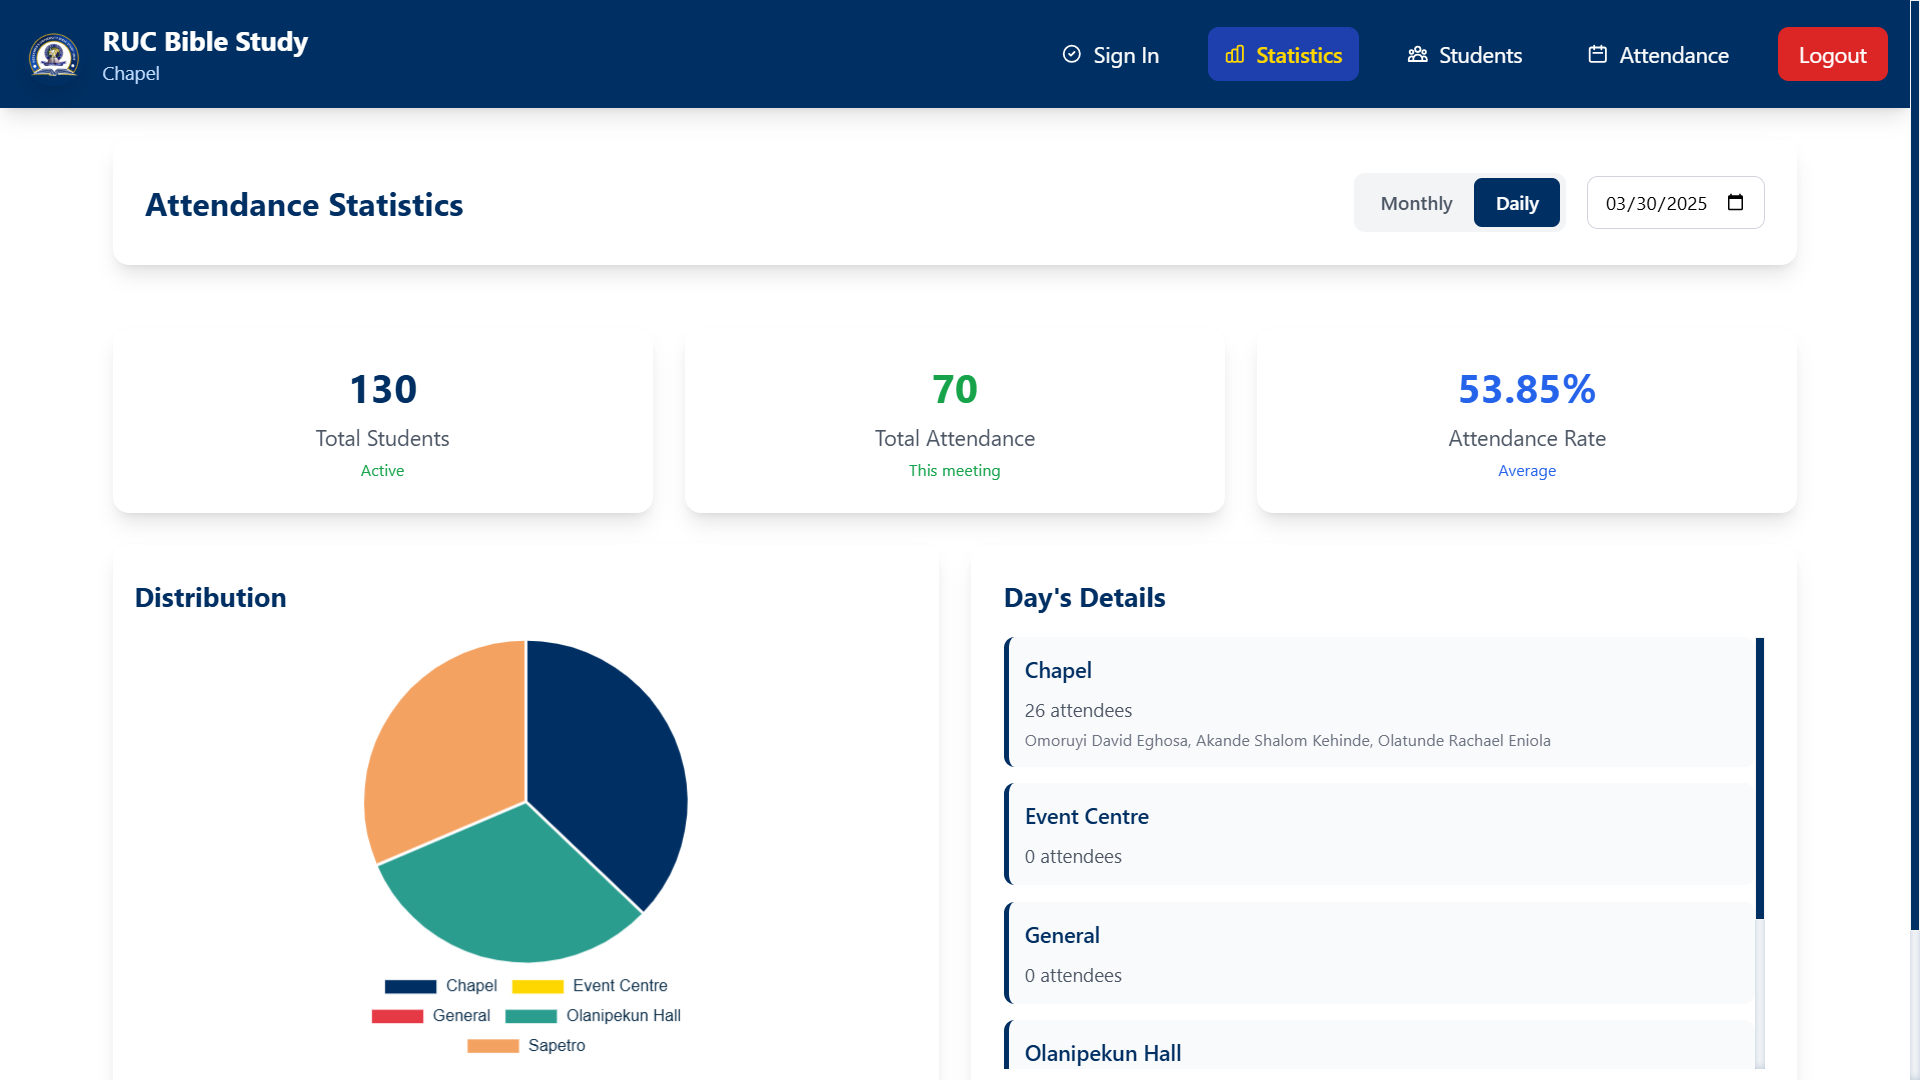 RUC Bible Study
Chapel
Sign In
Statistics
Students
Attendance
Logout
Attendance Statistics
Monthly
Daily
03/30/2025
130
Total Students
Active
70
Total Attendance
This meeting
53.85%
Attendance Rate
Average
Distribution
Chapel
Event Centre
General
Olanipekun Hall
Sapetro
Day's Details
Chapel
26 attendees
Omoruyi David Eghosa, Akande Shalom Kehinde, Olatunde Rachael Eniola
Event Centre
0 attendees
General
0 attendees
Olanipekun Hall